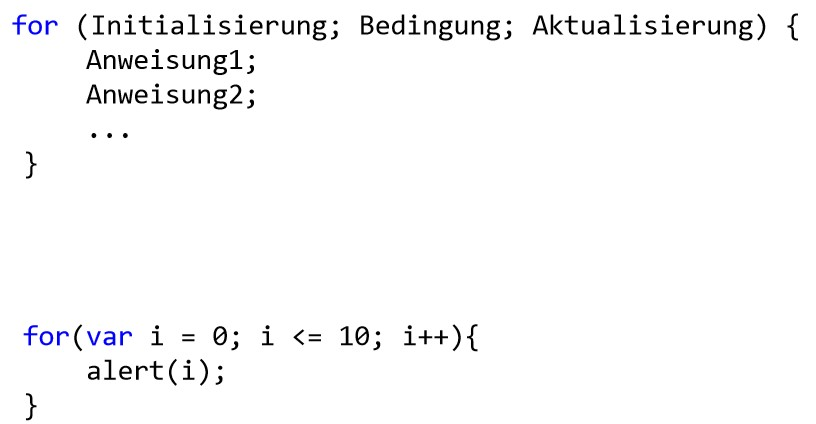 for (Initialisierung; Bedingung; Aktualisierung) {
Anweisung1;
Anweisung2;
...
}
for(var i = 0; i <= 10; i++){
alert(i);
}